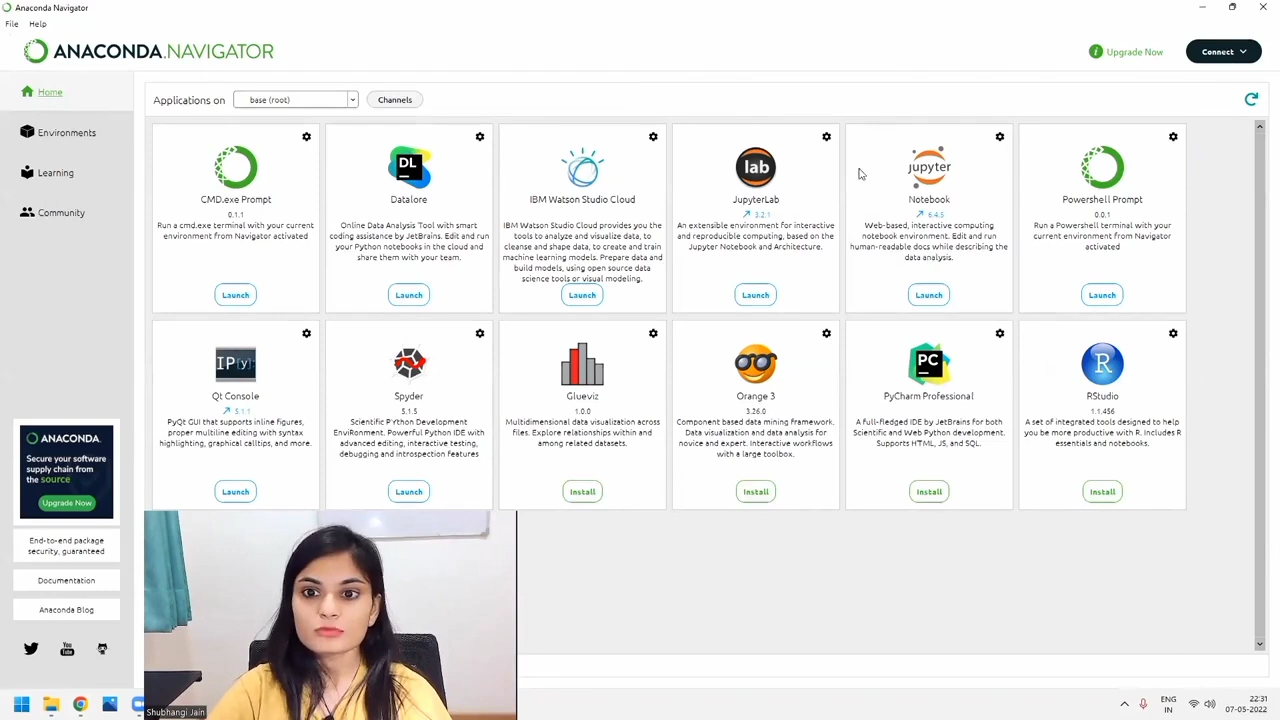 Anaconda Navigator
File Help
ANACONDA.NAVIGATOR
Upgrade Now
Connect
Home
Environments
Learning
Community
Applications on
base (root)
Channels
CMD.exe Prompt
0.1.1
Run a cmd.exe terminal with your current
environment from Navigator activated
Launch
DL
Datalore
Online Data Analysis Tool with smart
coding assistance by JetBrains. Edit and run
your Python notebooks in the cloud and
share them with your team.
Launch
IBM Watson Studio Cloud
IBM Watson Studio Cloud provides you the
tools to analyze and visualize data, to
cleanse and shape data, to create and train
machine learning models. Prepare data and
build models, using open source data
science tools or visual modeling.
Launch
lab
JupyterLab
3.2.1
An extensible environment for interactive
and reproducible computing, based on the
Jupyter Notebook and Architecture.
Launch
jupyter
Notebook
6.4.5
Web-based, interactive computing
notebook environment. Edit and run
human-readable docs while describing the
data analysis.
Launch
Powershell Prompt
0.0.1
Run a Powershell terminal with your
current environment from Navigator
activated
Launch
IP[y]:
Qt Console
5.1.1
PyQt GUI that supports inline figures,
proper multiline editing with syntax
highlighting, graphical calltips, and more.
Launch
Spyder
5.1.5
Scientific PYthon Development
EnviRonment. Powerful Python IDE with
advanced editing, interactive testing,
debugging and introspection features
Launch
Glueviz
1.0.0
Multidimensional data visualization across
files. Explore relationships within and
among related datasets.
Install
Orange 3
3.26.0
Component based data mining framework.
Data visualization and data analysis for
novice and expert. Interactive workflows
with a large toolbox.
Install
PC
PyCharm Professional
A full-fledged IDE by JetBrains for both
Scientific and Web Python development.
Supports HTML, JS, and SQL.
Install
R
RStudio
1.1.456
A set of integrated tools designed to help
you be more productive with R. Includes R
essentials and notebooks.
Install
ANACONDA.
Secure your software
supply chain from
the source
Upgrade Now
End-to-end package
security, guaranteed
Documentation
Anaconda Blog
You
Tube
Shubhangi Jain
ENG
IN
22:31
07-05-2022